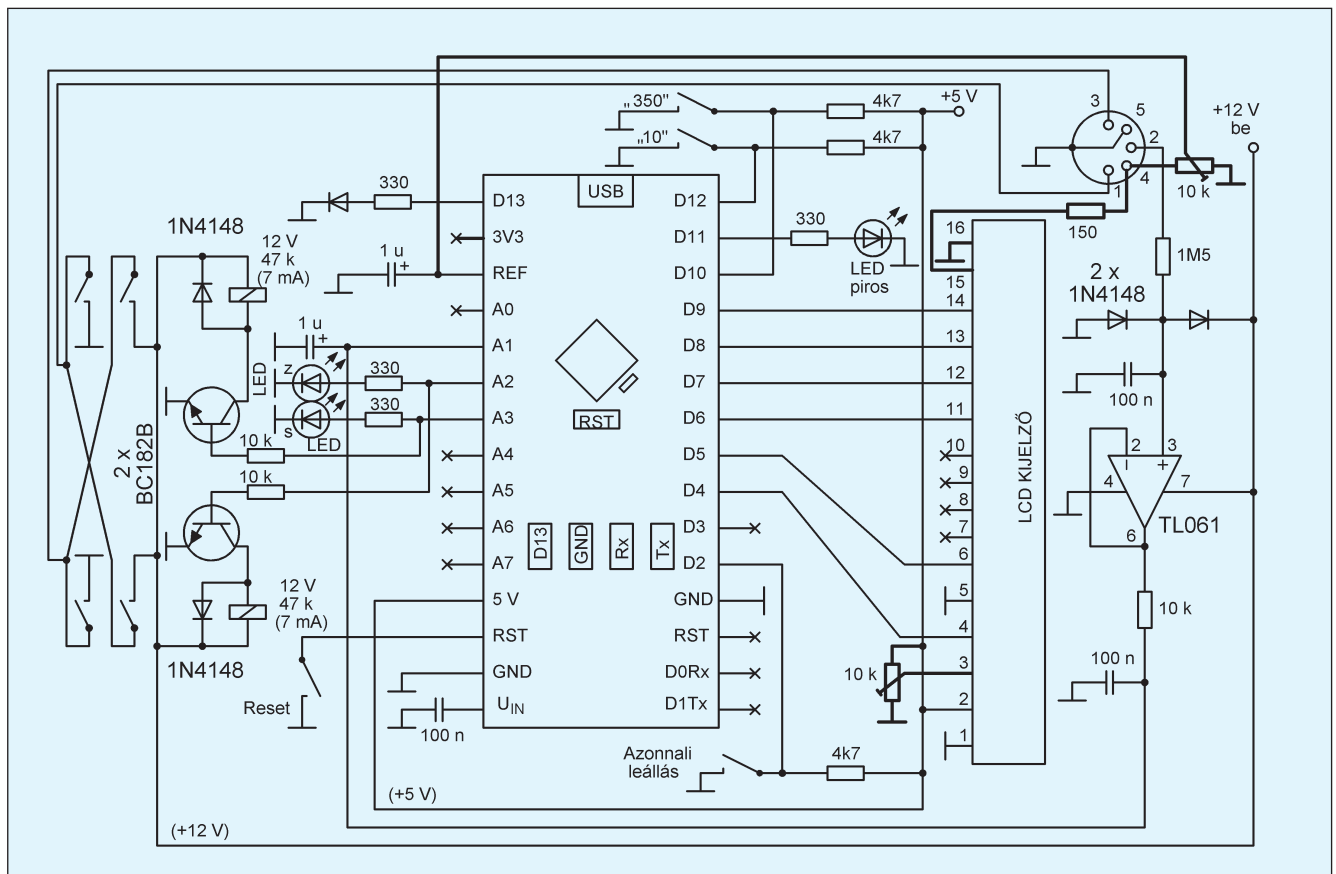 „350”
4k7
+5 V
„10”
4k7
3
5
2
4
1
+12 V
be
10 k
150
330
D13
USB
D12
1N4148
12 V
47 k
(7 mA)
3V3
D11
330
LED
piros
1 u
+
REF
D10
16
15
14
1M5
2 x
1N4148
A0
D9
1 u
+
A1
D8
13
LED
z
330
A2
D7
12
100 n
s
LED
330
A3
RST
D6
11
10 k
A4
D5
10
2
3
2 x
BC182B
10 k
A5
D4
9
4
–
+
7
TL061
8
A6
D3
7
6
D13
GND
Rx
Tx
A7
D2
6
LCD KIJELZŐ
12 V
47 k
(7 mA)
5 V
GND
5
10 k
RST
RST
4
1N4148
GND
D0Rx
10 k
3
100 n
Reset
UIN
D1Tx
2
100 n
1
Azonnali
leállás
4k7
(+5 V)
(+12 V)